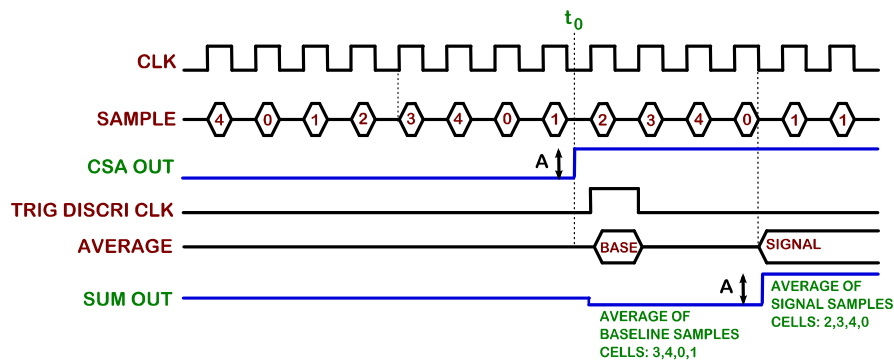 t0
CLK
SAMPLE 4 0 1 2 3 4 0 1 2 3 4 0 1 1
CSA OUT A
TRIG DISCRI CLK
AVERAGE BASE SIGNAL
SUM OUT A
AVERAGE OF
SIGNAL SAMPLES
CELLS: 2,3,4,0
AVERAGE OF
BASELINE SAMPLES
CELLS: 3,4,0,1